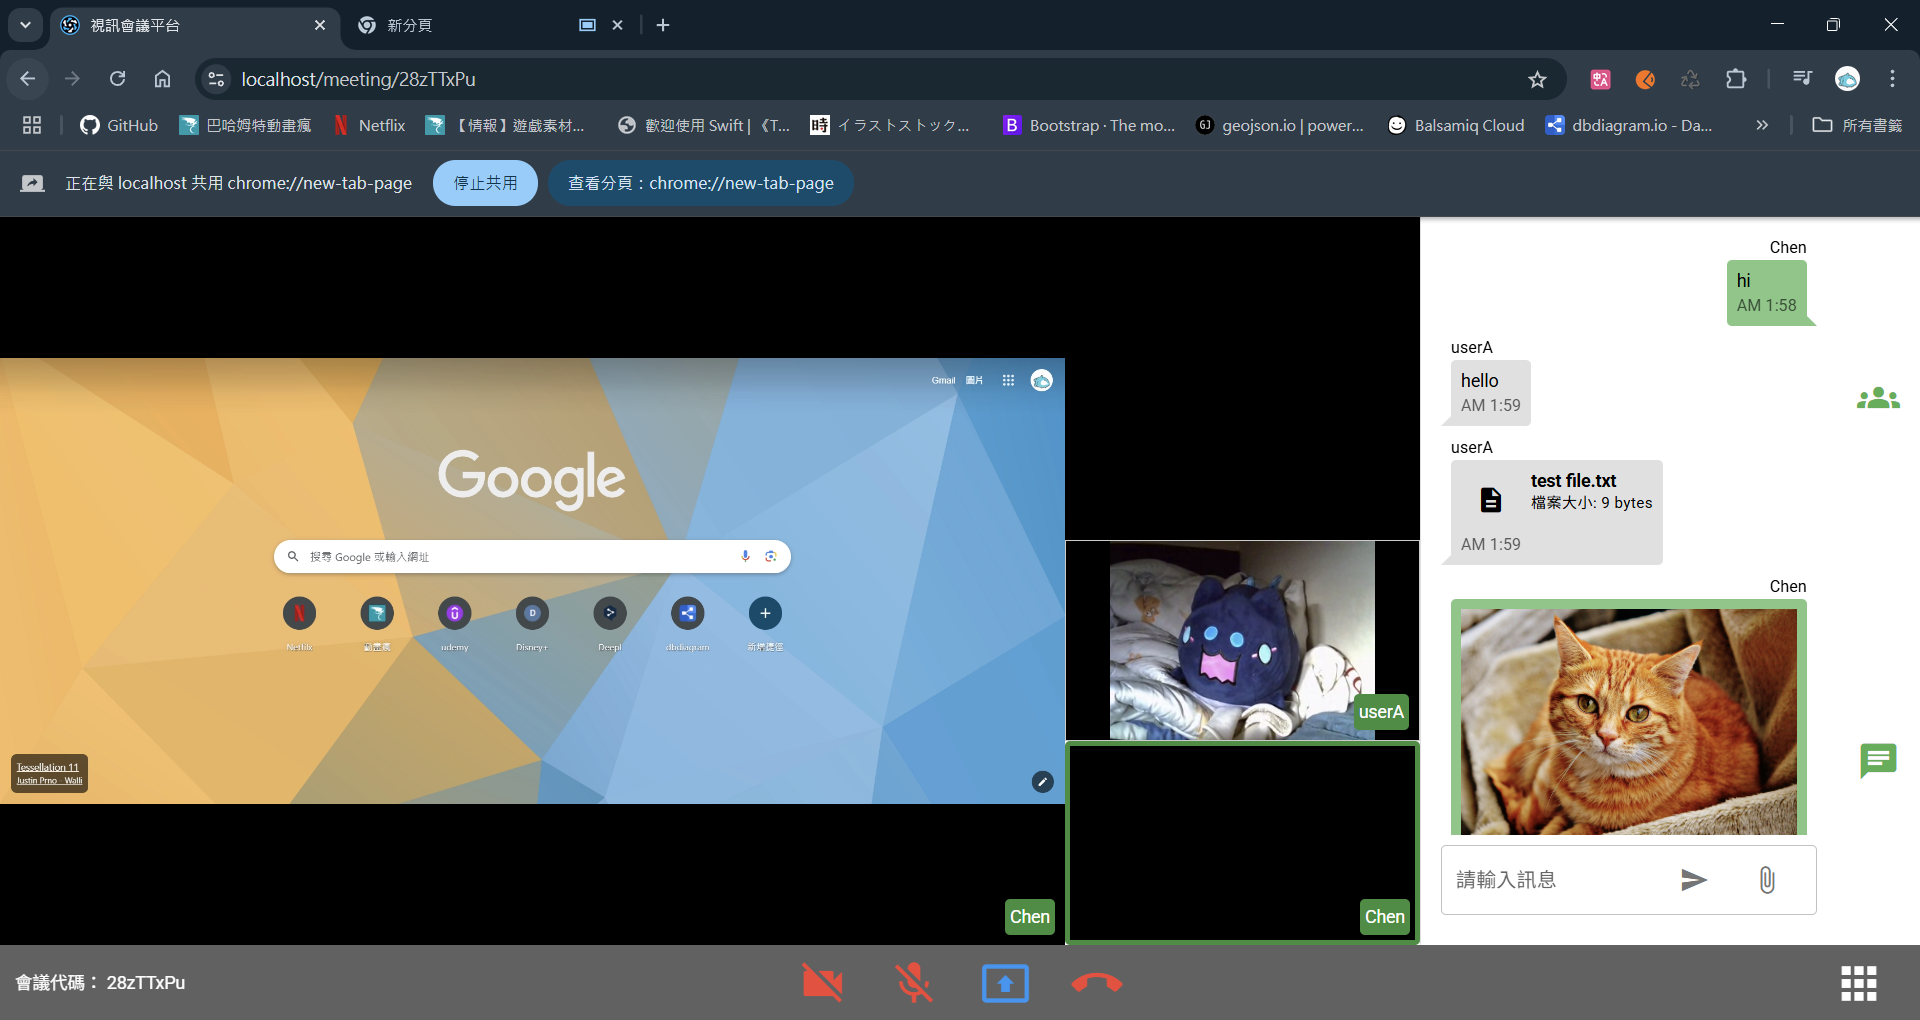 視訊會議平台
新分頁
localhost/meeting/28zTTxPu
GitHub
巴哈姆特動畫瘋
Netflix
【情報】遊戲素材...
歡迎使用 Swift | 《T...
時 イラストストック...
B Bootstrap · The mo...
GJ geojson.io | power...
Balsamiq Cloud
dbdiagram.io - Da...
所有書籤
正在與 localhost 共用 chrome://new-tab-page
停止共用
查看分頁：chrome://new-tab-page
Gmail 圖片
Google
搜尋 Google 或輸入網址
Netflix
動畫瘋
udemy
D
Disney+
Deepl
dbdiagram
新增捷徑
Tessellation 11
Justin Prno - Walli
Chen
userA
Chen
Chen
hi
AM 1:58
userA
hello
AM 1:59
userA
test file.txt
檔案大小: 9 bytes
AM 1:59
Chen
請輸入訊息
會議代碼： 28zTTxPu